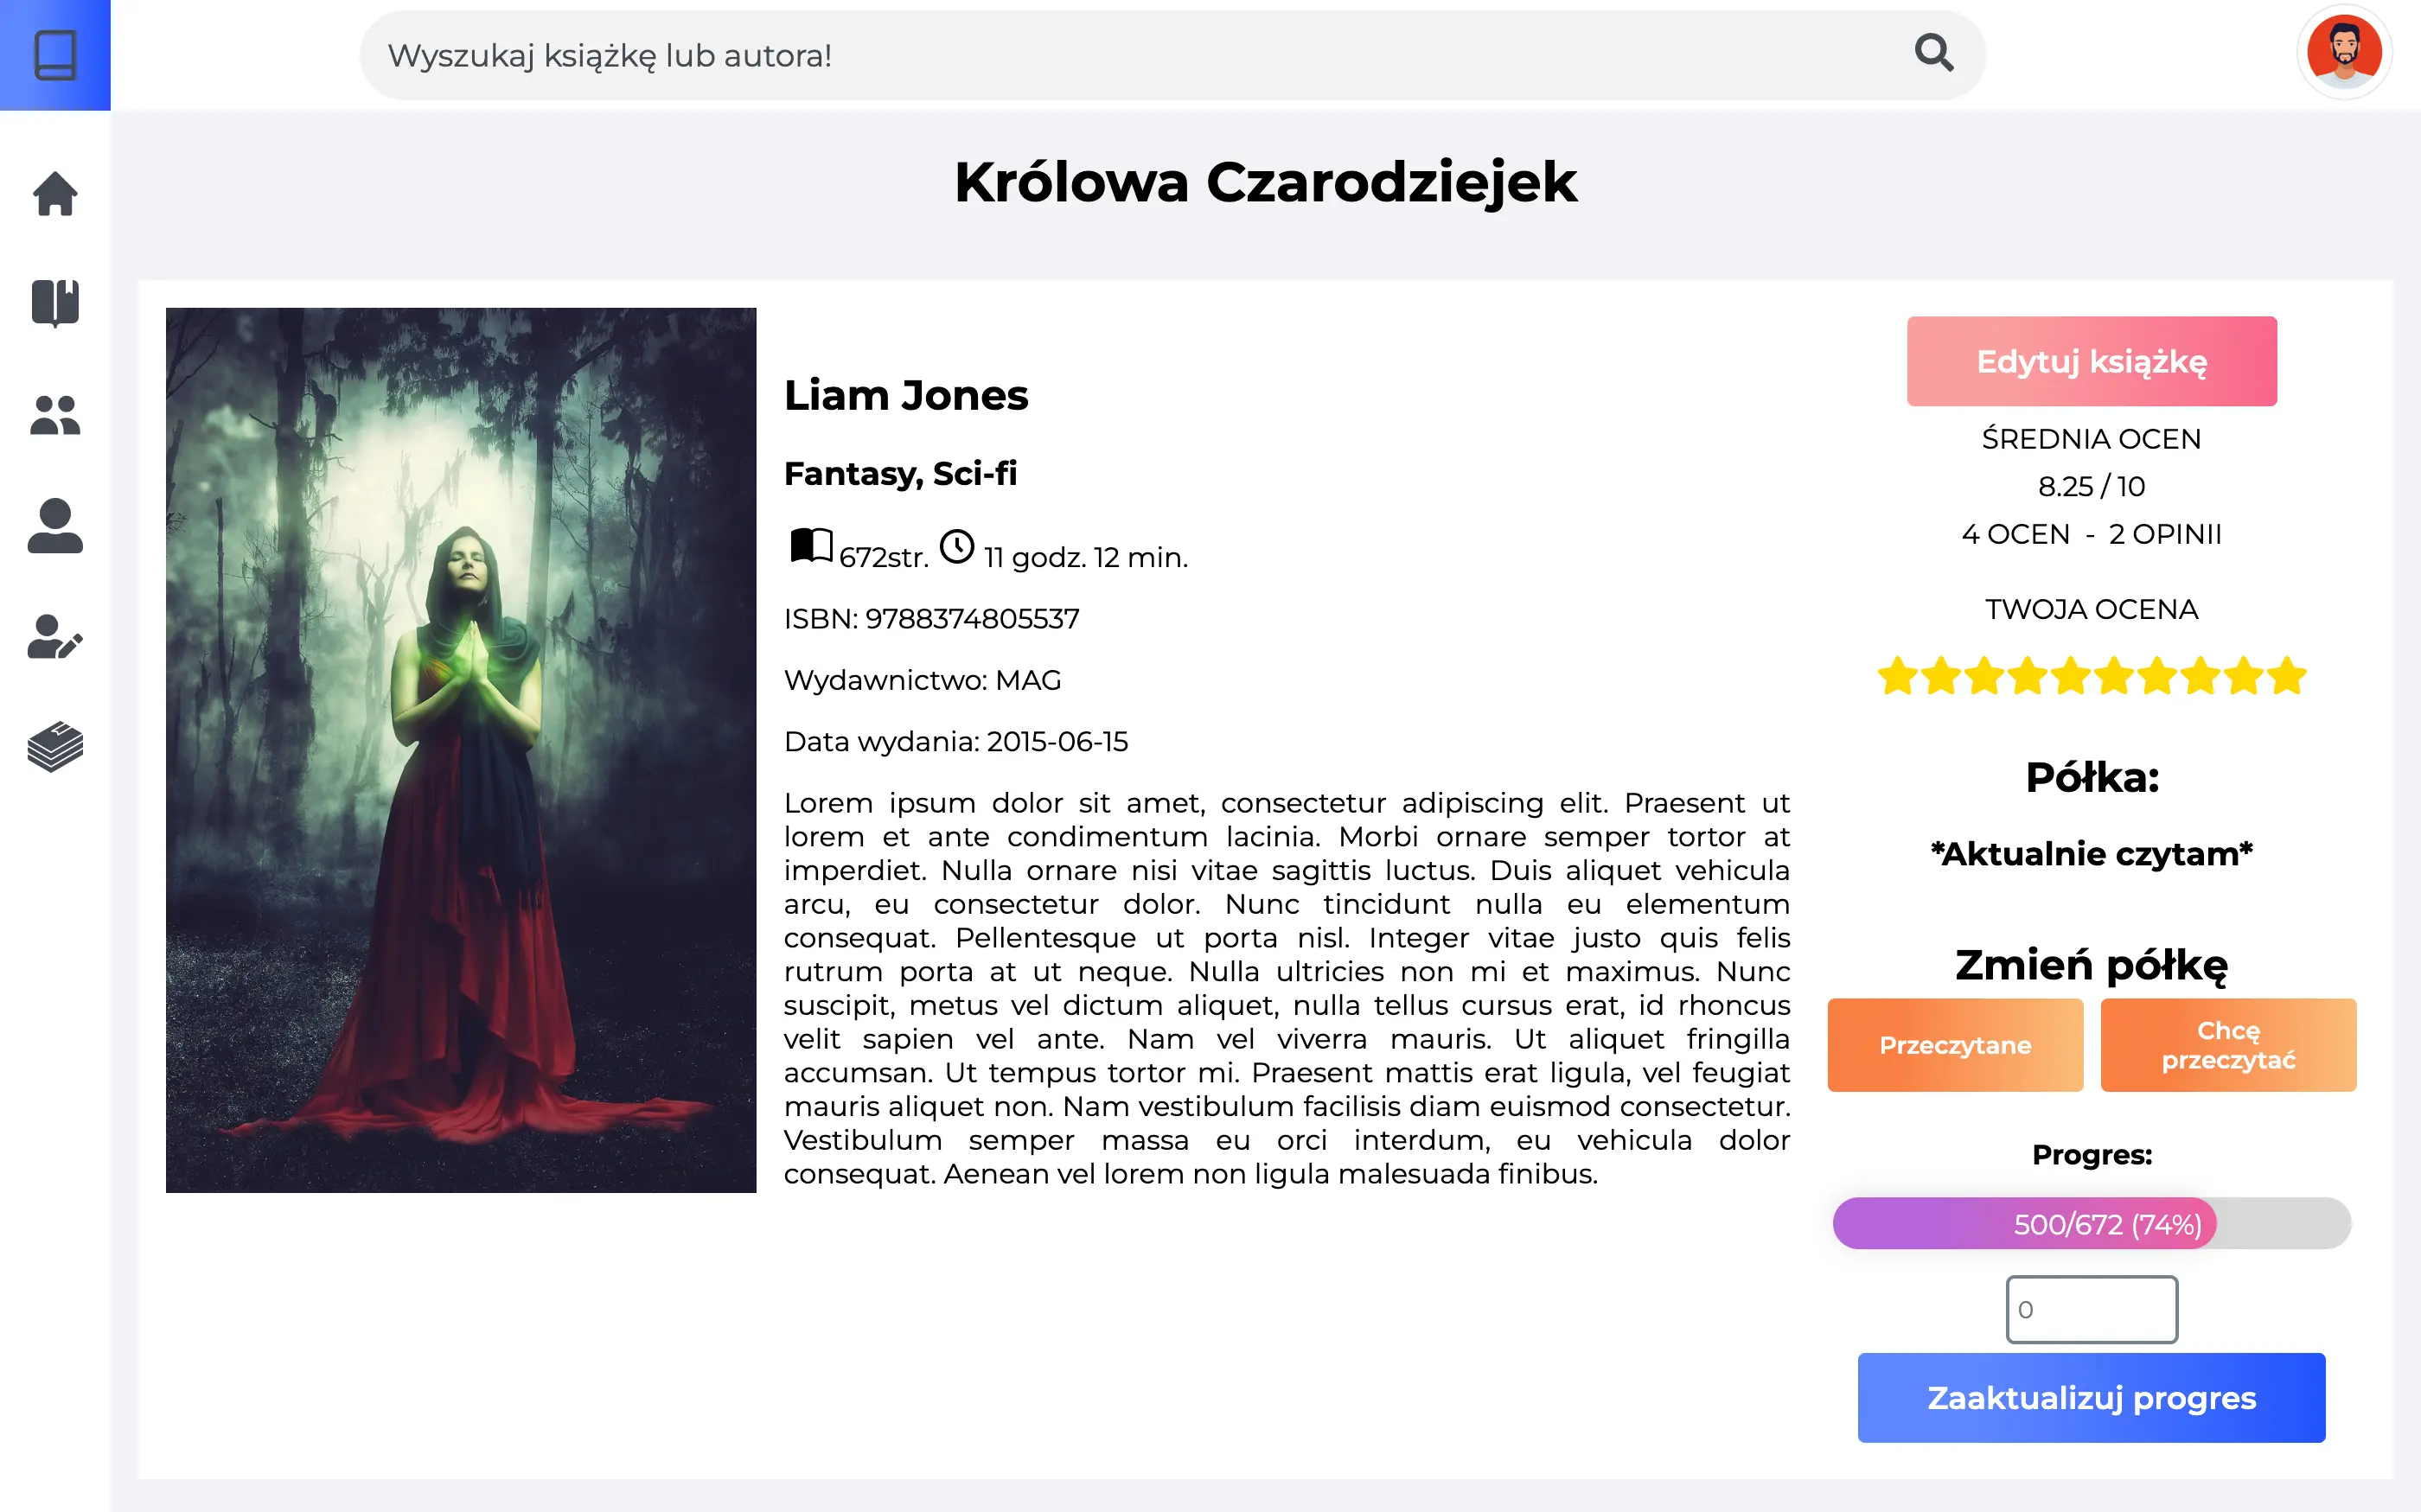 Wyszukaj książkę lub autora!
Królowa Czarodziejek
Liam Jones
Fantasy, Sci-fi
672str. 11 godz. 12 min.
ISBN: 9788374805537
Wydawnictwo: MAG
Data wydania: 2015-06-15
Lorem ipsum dolor sit amet, consectetur adipiscing elit. Praesent ut
lorem et ante condimentum lacinia. Morbi ornare semper tortor at
imperdiet. Nulla ornare nisi vitae sagittis luctus. Duis aliquet vehicula
arcu, eu consectetur dolor. Nunc tincidunt nulla eu elementum
consequat. Pellentesque ut porta nisl. Integer vitae justo quis felis
rutrum porta at ut neque. Nulla ultricies non mi et maximus. Nunc
suscipit, metus vel dictum aliquet, nulla tellus cursus erat, id rhoncus
velit sapien vel ante. Nam vel viverra mauris. Ut aliquet fringilla
accumsan. Ut tempus tortor mi. Praesent mattis erat ligula, vel feugiat
mauris aliquet non. Nam vestibulum facilisis diam euismod consectetur.
Vestibulum semper massa eu orci interdum, eu vehicula dolor
consequat. Aenean vel lorem non ligula malesuada finibus.
Edytuj książkę
ŚREDNIA OCEN
8.25 / 10
4 OCEN - 2 OPINII
TWOJA OCENA
Półka:
*Aktualnie czytam*
Zmień półkę
Przeczytane
Chcę
przeczytać
Progres:
500/672 (74%)
0
Zaaktualizuj progres